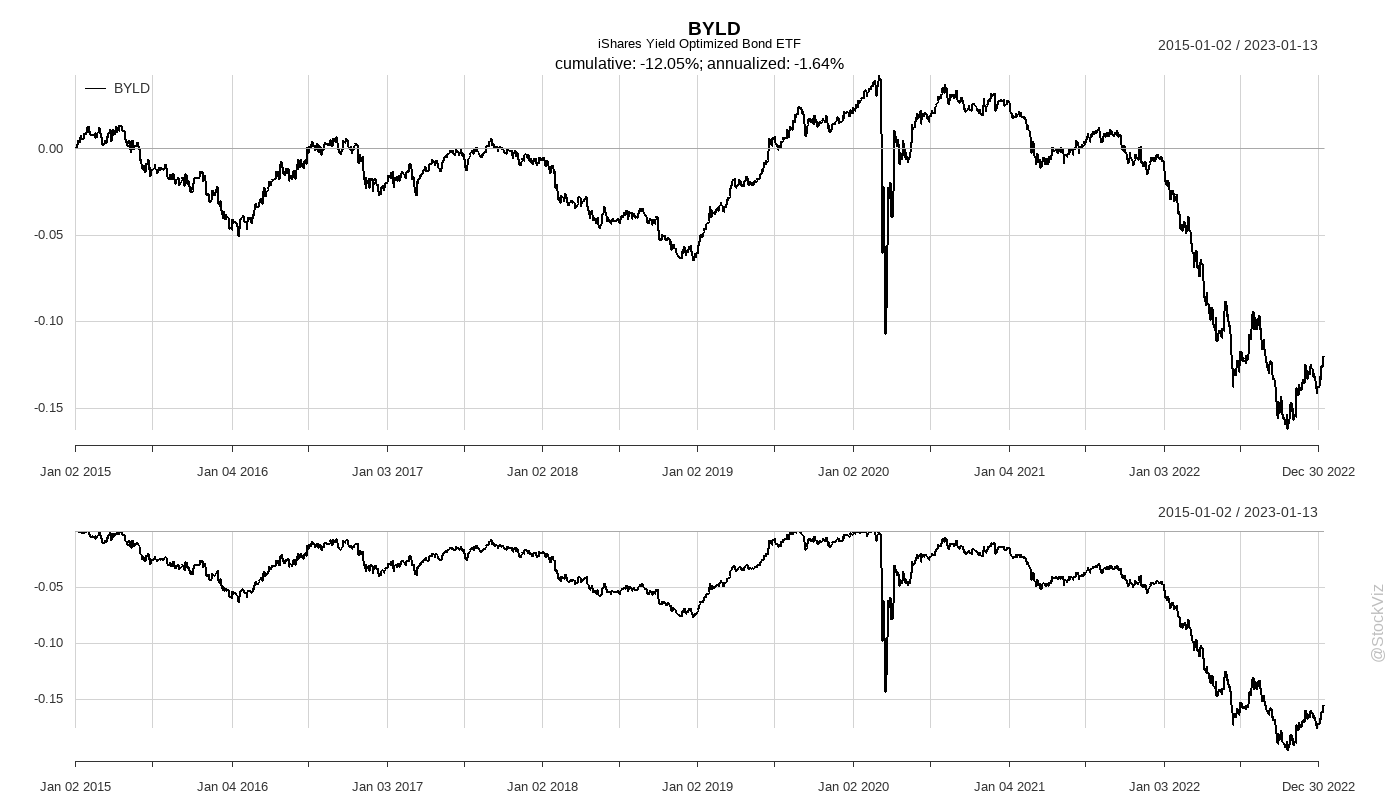 BYLD
iShares Yield Optimized Bond ETF
cumulative: -12.05%; annualized: -1.64%
2015-01-02 / 2023-01-13
BYLD
0.00
-0.05
-0.10
-0.15
Jan 02 2015 Jan 04 2016 Jan 03 2017 Jan 02 2018 Jan 02 2019 Jan 02 2020 Jan 04 2021 Jan 03 2022 Dec 30 2022
2015-01-02 / 2023-01-13
-0.05
-0.10
-0.15
Jan 02 2015 Jan 04 2016 Jan 03 2017 Jan 02 2018 Jan 02 2019 Jan 02 2020 Jan 04 2021 Jan 03 2022 Dec 30 2022
@StockViz